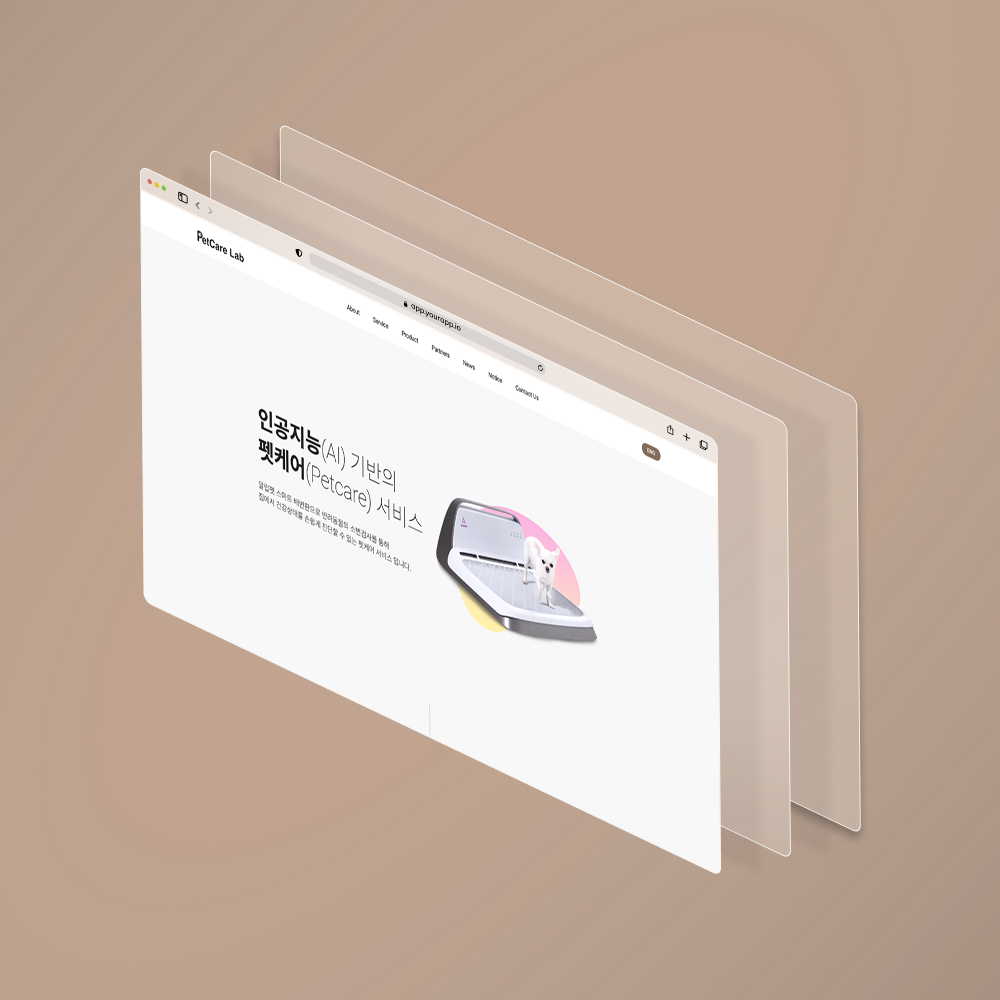 app.yourapp.io
PetCare Lab
About Service Product Partners News Notice Contact Us
ENG
인공지능(AI) 기반의
펫케어(Petcare) 서비스
알립펫 스마트 배변판으로 반려동물의 소변검사를 통해
집에서 건강상태를 손쉽게 진단할 수 있는 펫케어 서비스 입니다.